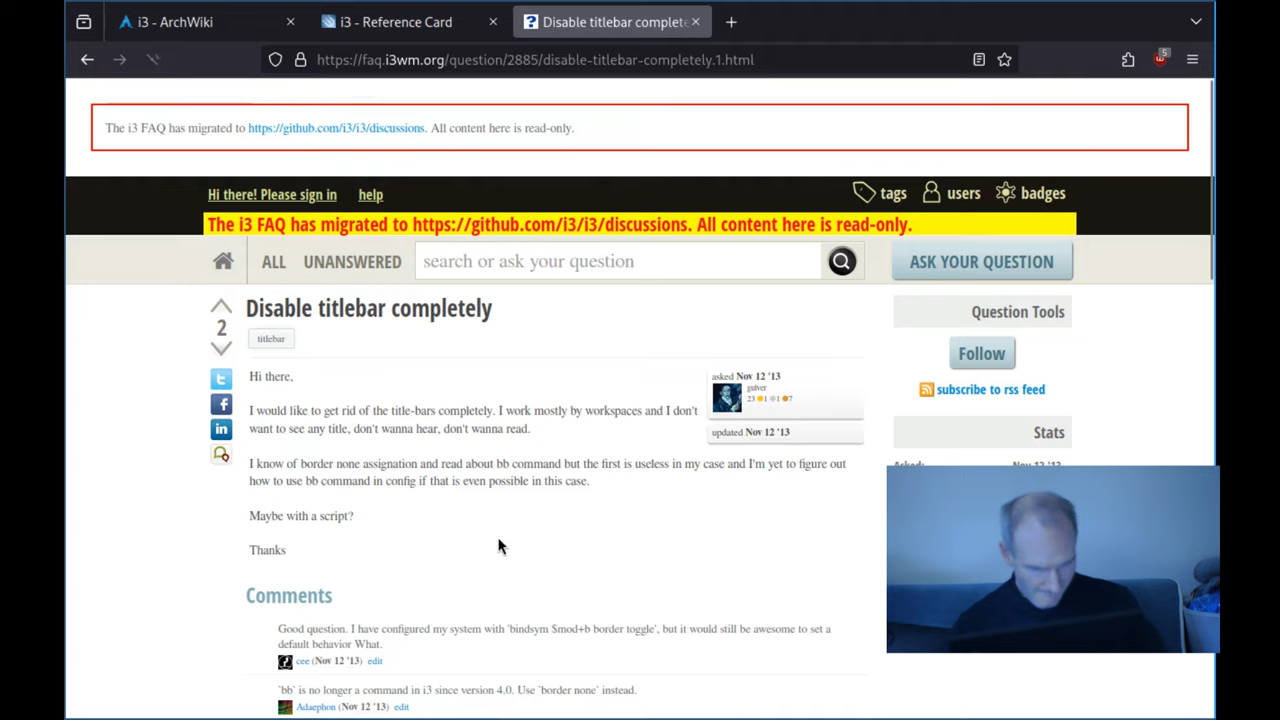 i3 - ArchWiki
i3 - Reference Card
Disable titlebar complet
https://faq.i3wm.org/question/2885/disable-titlebar-completely.1.html
5
The i3 FAQ has migrated to https://github.com/i3/i3/discussions. All content here is read-only.
Hi there! Please sign in help
tags users badges
The i3 FAQ has migrated to https://github.com/i3/i3/discussions. All content here is read-only.
ALL UNANSWERED search or ask your question ASK YOUR QUESTION
Disable titlebar completely
2
titlebar
Question Tools
Follow
subscribe to rss feed
Stats
Asked: Nov 12 '13
Hi there,
asked Nov 12 '13
gulver
23 1 1 7
updated Nov 12 '13
I would like to get rid of the title-bars completely. I work mostly by workspaces and I don't
want to see any title, don't wanna hear, don't wanna read.
I know of border none assignation and read about bb command but the first is useless in my case and I'm yet to figure out
how to use bb command in config if that is even possible in this case.
Maybe with a script?
Thanks
Comments
Good question. I have configured my system with 'bindsym $mod+b border toggle', but it would still be awesome to set a
default behavior What.
cee (Nov 12 '13) edit
`bb` is no longer a command in i3 since version 4.0. Use `border none` instead.
Adaephon (Nov 12 '13) edit